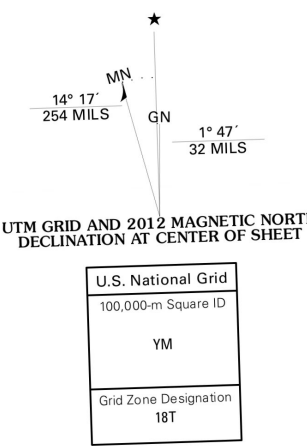 MN
14° 17´
254 MILS
GN
1° 47´
32 MILS
UTM GRID AND 2012 MAGNETIC NORT
DECLINATION AT CENTER OF SHEET
U.S. National Grid
100,000-m Square ID
YM
Grid Zone Designation
18T